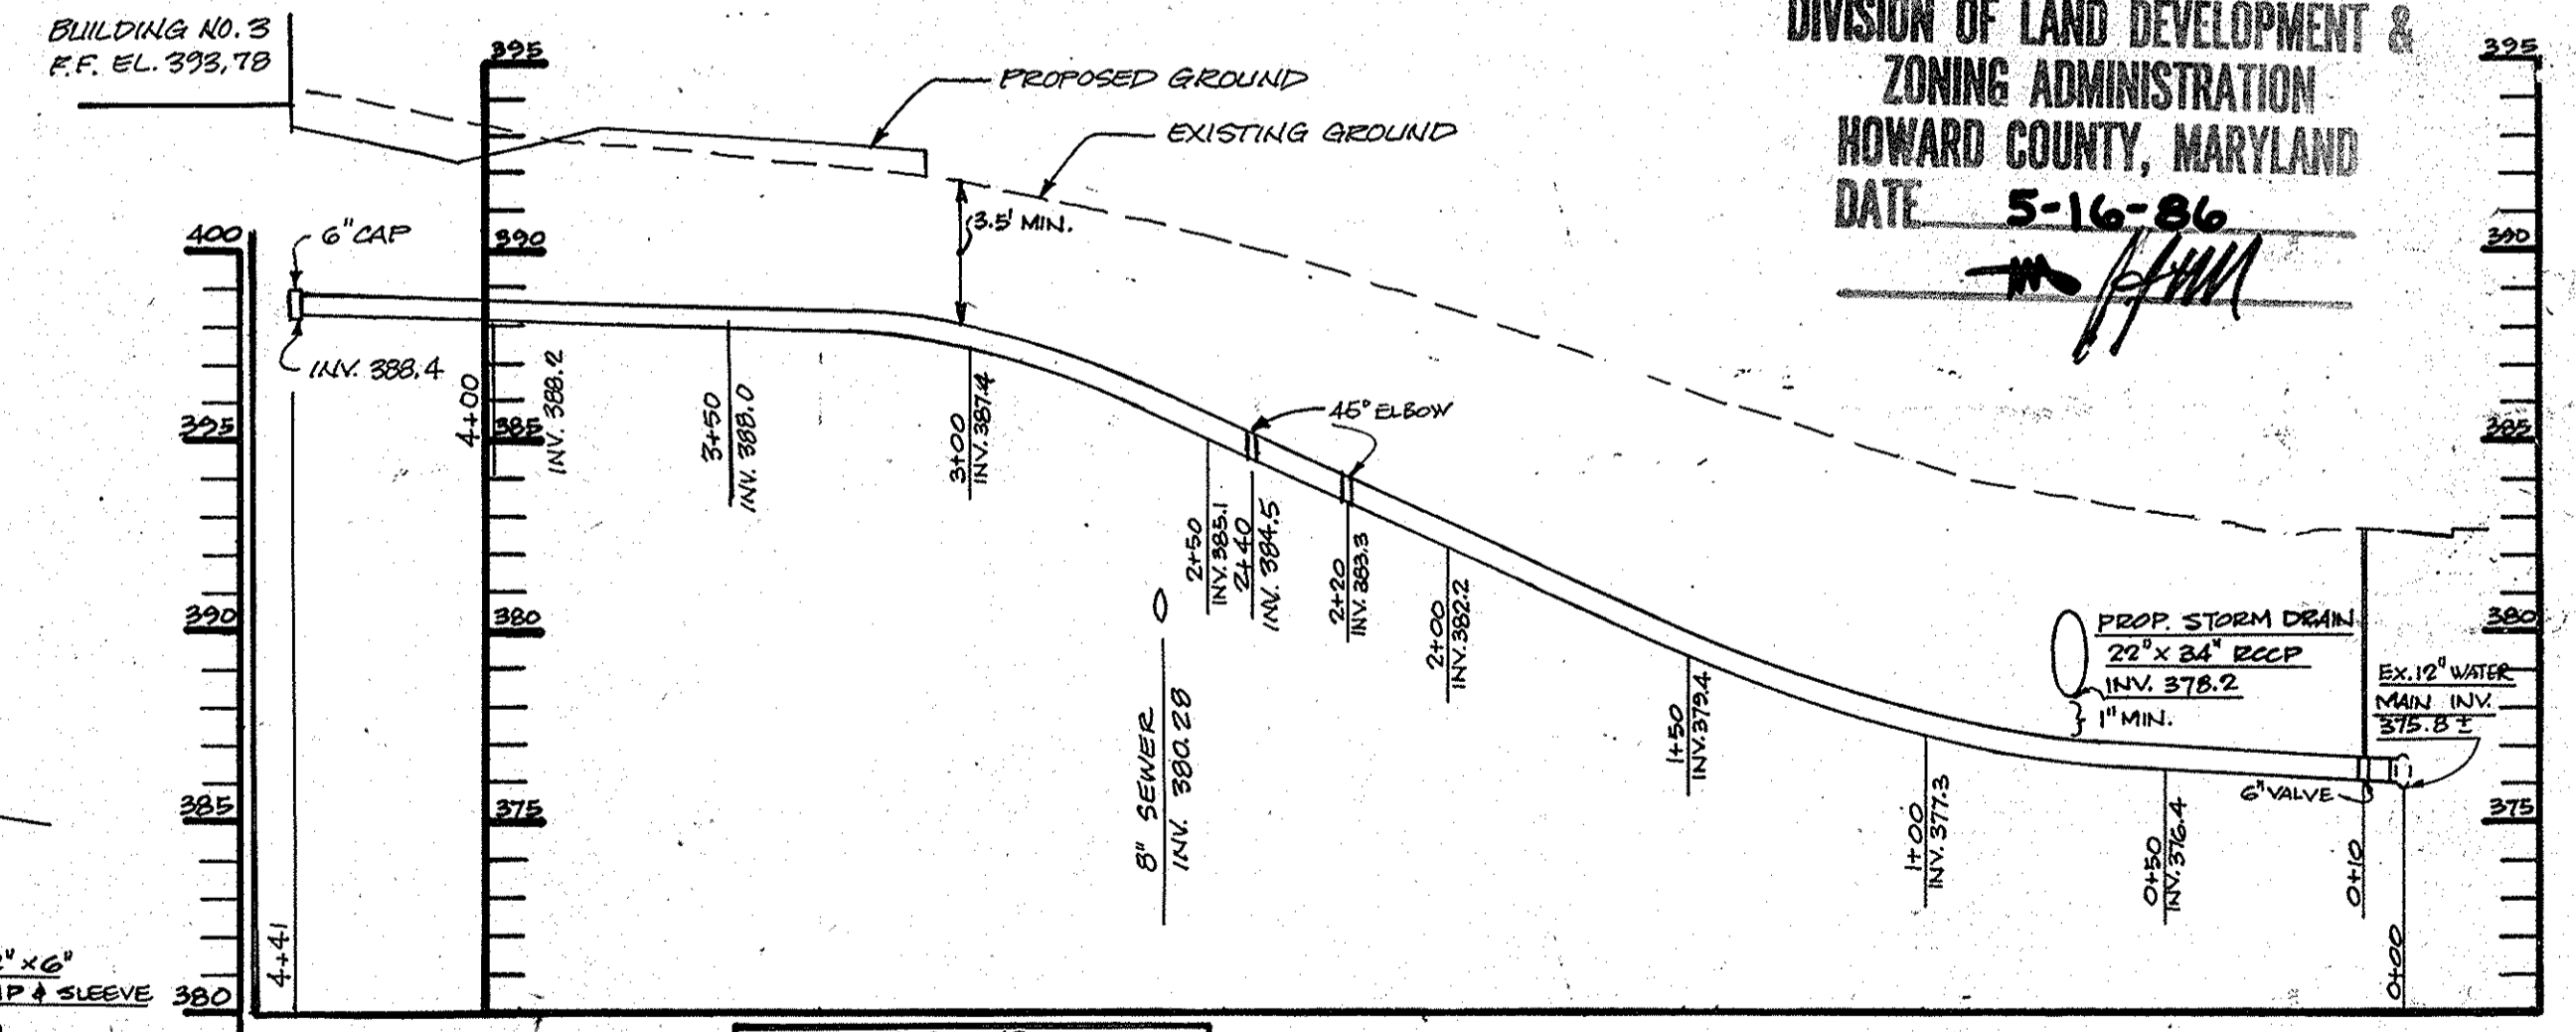 BUILDING NO. 3
F.F. EL. 393.78
DIVISION OF LAND DEVELOPMENT &
ZONING ADMINISTRATION
HOWARD COUNTY, MARYLAND
DATE 5-16-86
PROPOSED GROUND
EXISTING GROUND
3.5' MIN.
6" CAP
INV. 388.4
400
395
390
385
380
395
390
385
380
375
395
390
385
380
375
4+41
4+00
INV. 388.2
3+50
INV. 388.0
3+00
INV. 387.4
45° ELBOW
2+50
INV. 385.1
2+40
INV. 384.5
2+20
INV. 383.3
2+00
INV. 382.2
8" SEWER
INV. 380.28
1+50
INV. 379.4
1+00
INV. 377.3
0+50
INV. 376.4
0+10
0+00
PROP. STORM DRAIN
22" x 34" RCCP
INV. 378.2
1" MIN.
EX. 12" WATER
MAIN INV.
375.8 ±
6" VALVE
2" x 6"
& SLEEVE